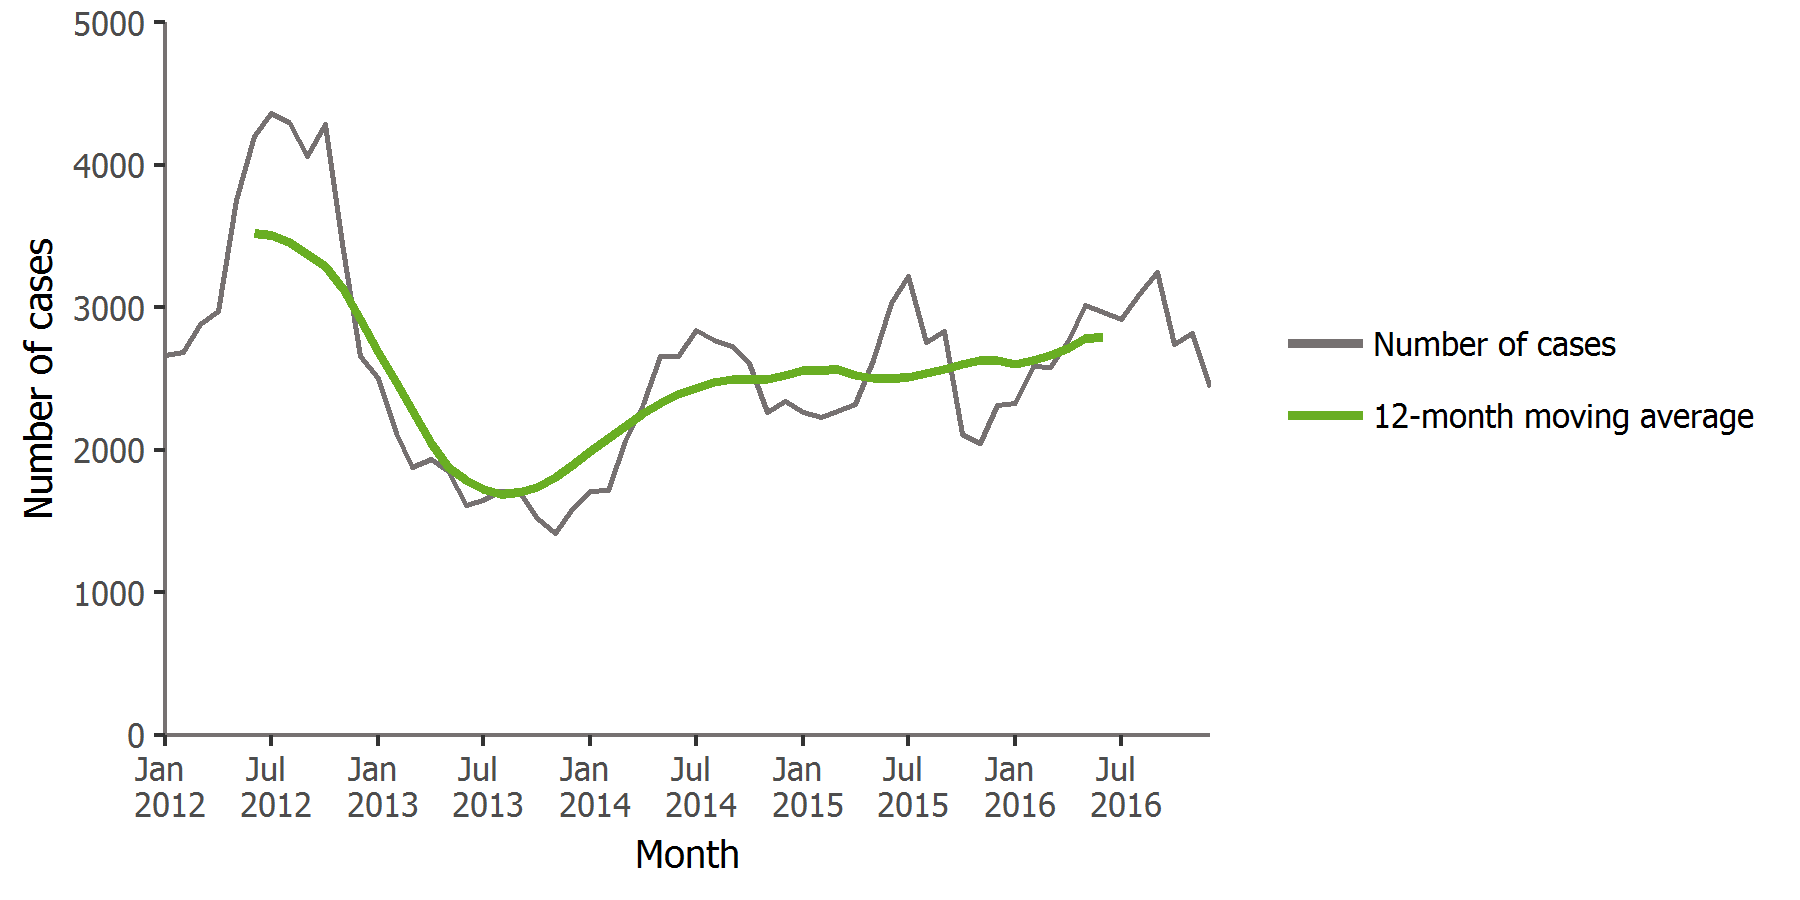 5000
4000
3000
2000
1000
0
Number of cases
Jan 2012
Jul 2012
Jan 2013
Jul 2013
Jan 2014
Jul 2014
Jan 2015
Jul 2015
Jan 2016
Jul 2016
Month
Number of cases
12-month moving average